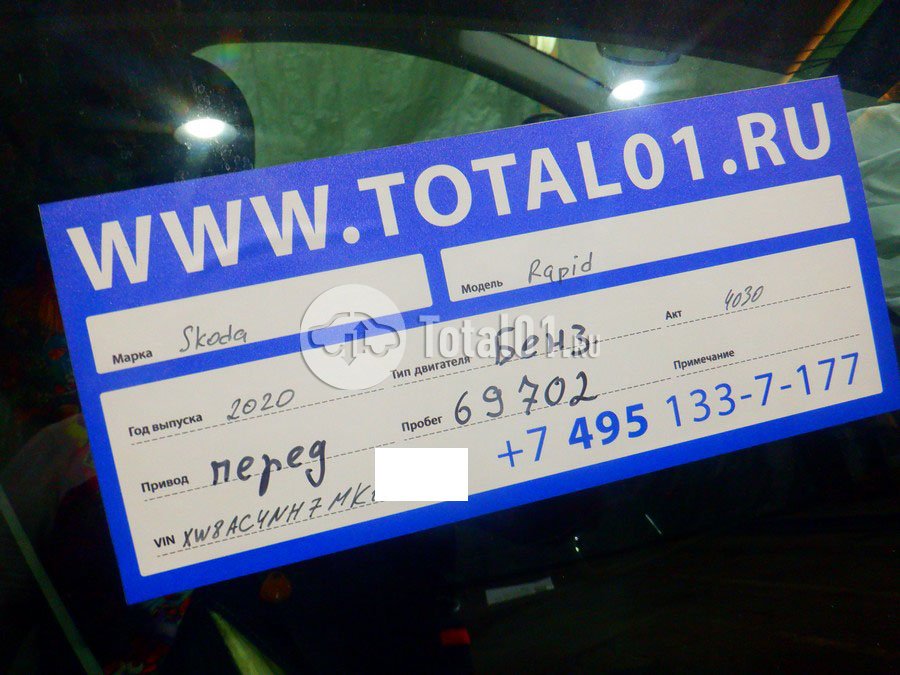 WWW.TOTAL01.RU
Марка Skoda Модель Rapid
Год выпуска 2020 Тип двигателя Бенз Акт 4030
Привод перед Пробег 69702 Примечание
VIN XW8AC4NH7MK
+7 495 133-7-177
Total01.Ru